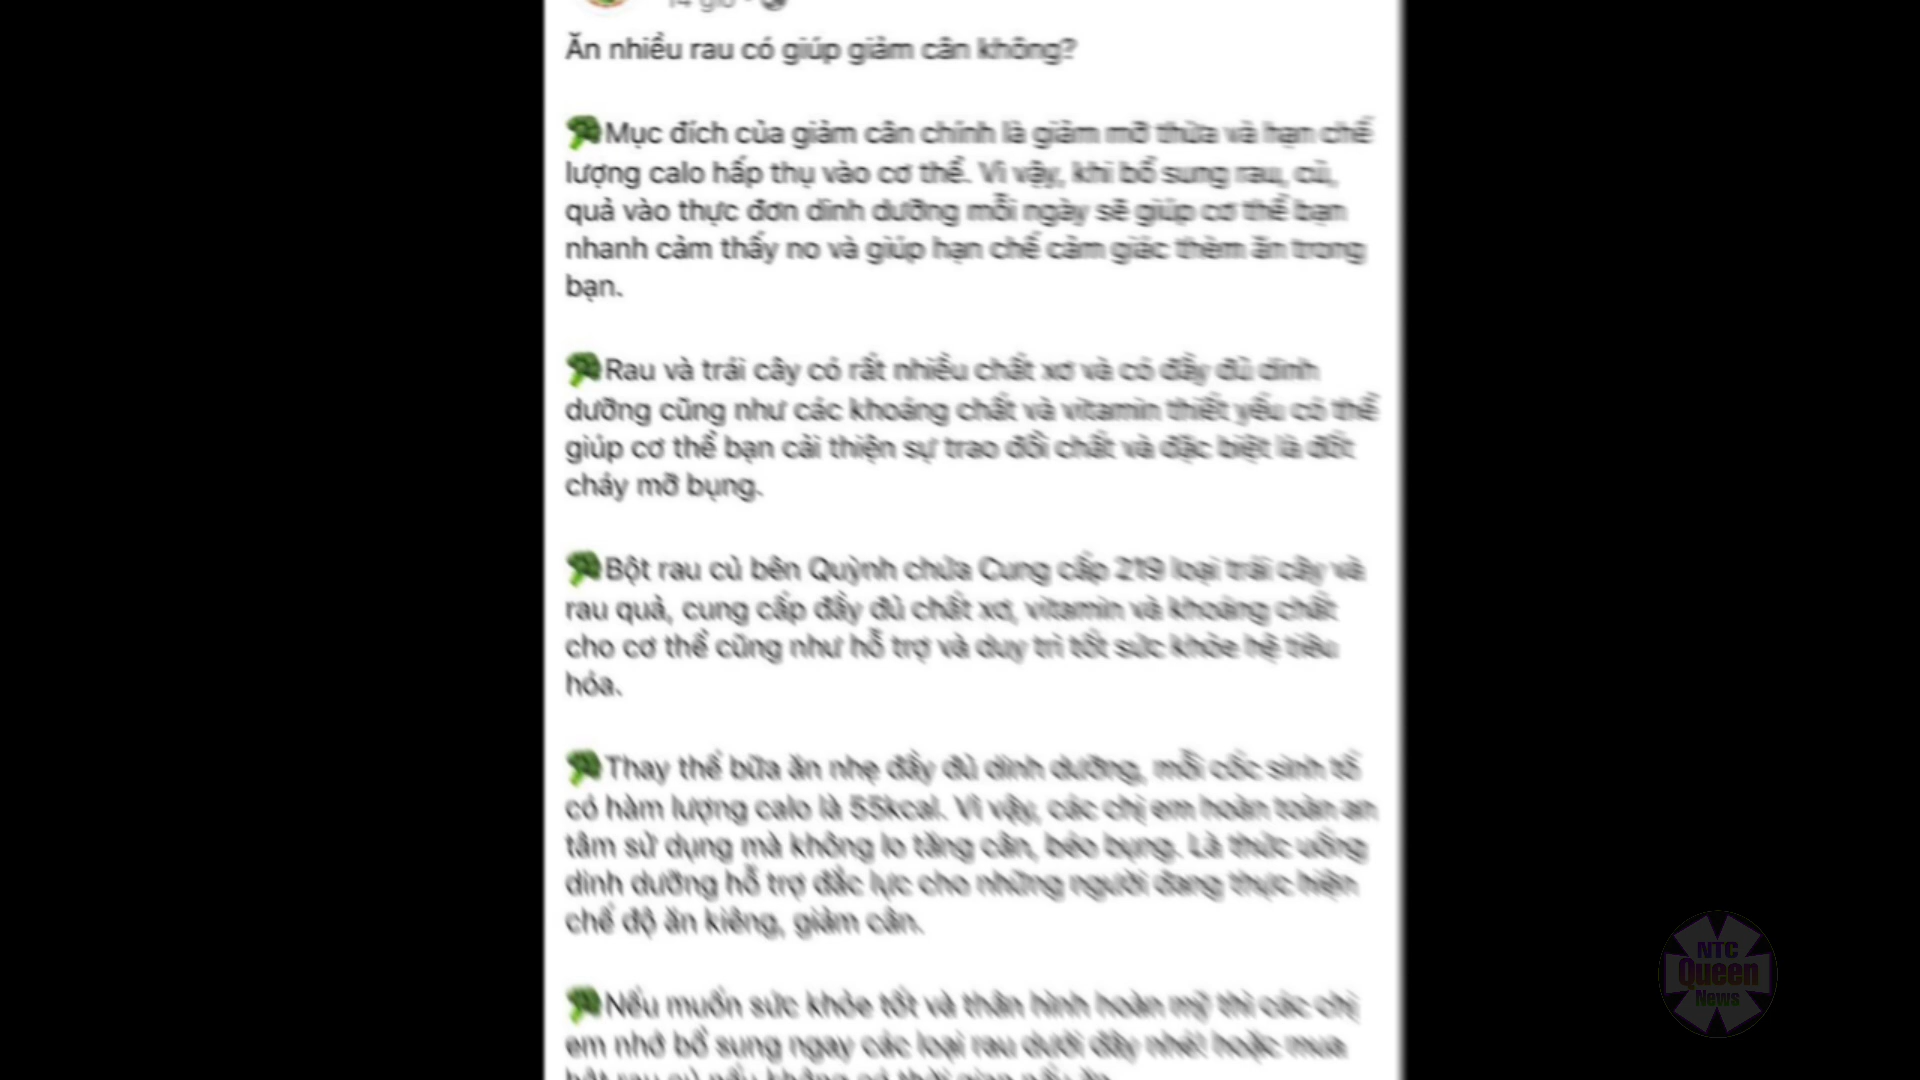 14 giờ
Ăn nhiều rau có giúp giảm cân không?
Mục đích của giảm cân chính là giảm mỡ thừa và hạn chế
lượng calo hấp thụ vào cơ thể. Vì vậy, khi bổ sung rau, củ,
quả vào thực đơn dinh dưỡng mỗi ngày sẽ giúp cơ thể bạn
nhanh cảm thấy no và giúp hạn chế cảm giác thèm ăn trong
bạn.
Rau và trái cây có rất nhiều chất xơ và có đầy đủ dinh
dưỡng cũng như các khoáng chất và vitamin thiết yếu có thể
giúp cơ thể bạn cải thiện sự trao đổi chất và đặc biệt là đốt
cháy mỡ bụng.
Bột rau củ bên Quỳnh chứa Cung cấp 219 loại trái cây và
rau quả, cung cấp đầy đủ chất xơ, vitamin và khoáng chất
cho cơ thể cũng như hỗ trợ và duy trì tốt sức khỏe hệ tiêu
hóa.
Thay thế bữa ăn nhẹ đầy đủ dinh dưỡng, mỗi cốc sinh tố
có hàm lượng calo là 55kcal. Vì vậy, các chị em hoàn toàn an
tâm sử dụng mà không lo tăng cân, béo bụng. Là thức uống
dinh dưỡng hỗ trợ đắc lực cho những người đang thực hiện
chế độ ăn kiêng, giảm cân.
Nếu muốn sức khỏe tốt và thân hình hoàn mỹ thì các chị
em nhớ bổ sung ngay các loại rau dưới đây nhé! hoặc mua
bột rau củ nếu không có thời gian nấu ăn
NTC
Queen
News